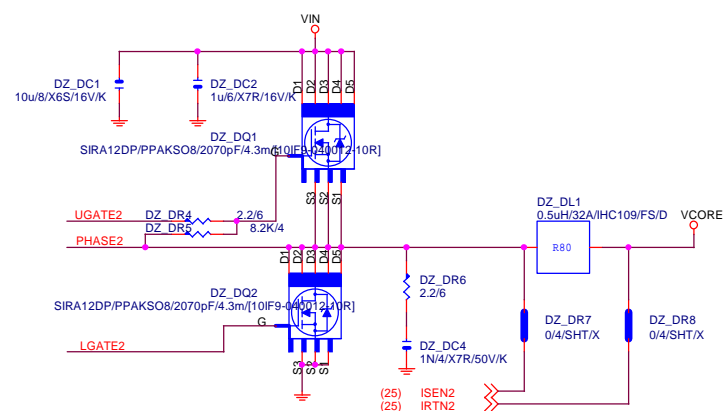 VIN
D1
D2
D3
D4
D5
DZ_DC1
10u/8/X6S/16V/K
DZ_DC2
1u/6/X7R/16V/K
DZ_DQ1
SIRA12DP/PPAKSO8/2070pF/4.3m/[10IF9-040012-10R]
G
S3
S2
S1
UGATE2
DZ_DR4
2.2/6
DZ_DR5
8.2K/4
PHASE2
DZ_DL1
0.5uH/32A/IHC109/FS/D
R80
VCORE
D1
D2
D3
D4
D5
DZ_DQ2
SIRA12DP/PPAKSO8/2070pF/4.3m/[10IF9-040012-10R]
G
LGATE2
S3
S2
S1
DZ_DR6
2.2/6
DZ_DC4
1N/4/X7R/50V/K
DZ_DR7
0/4/SHT/X
DZ_DR8
0/4/SHT/X
(25) ISEN2
(25) IRTN2